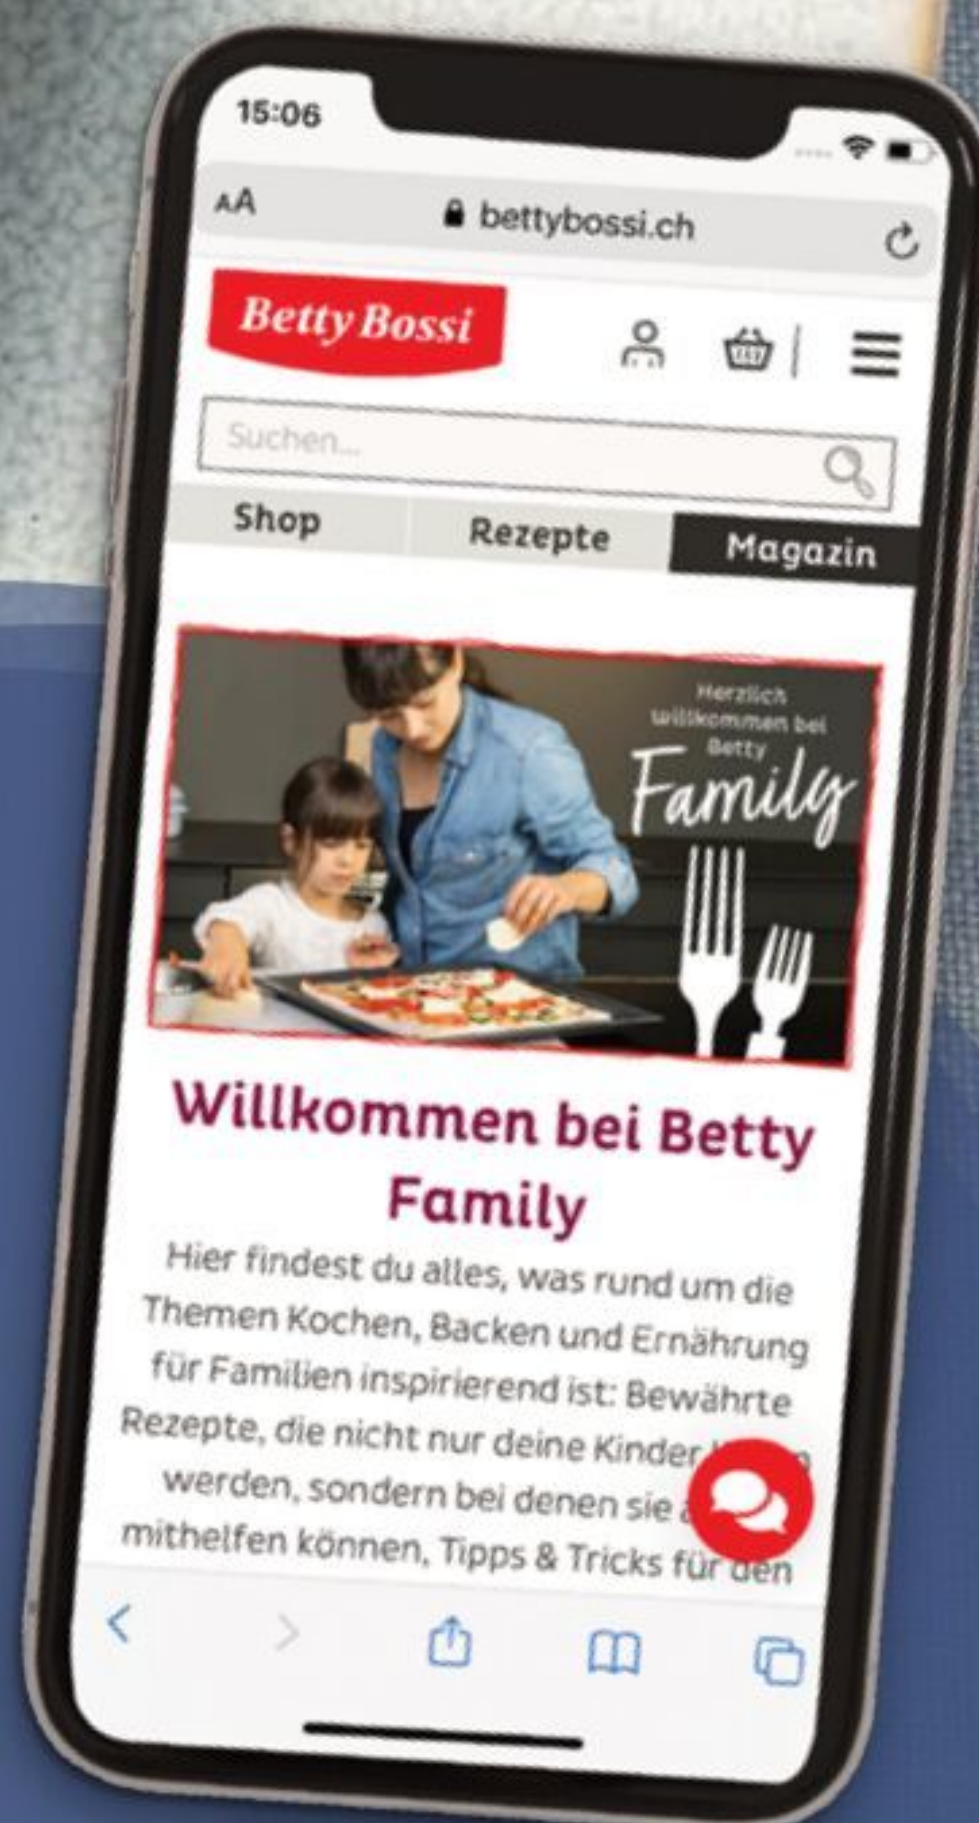 15:06
AA bettybossi.ch
Betty Bossi
Suchen...
Shop Rezepte Magazin
Herzlich
willkommen bei
Betty
Family
Willkommen bei Betty
Family
Hier findest du alles, was rund um die
Themen Kochen, Backen und Ernährung
für Familien inspirierend ist: Bewährte
Rezepte, die nicht nur deine Kinder
werden, sondern bei denen sie
mithelfen können, Tipps & Tricks für den